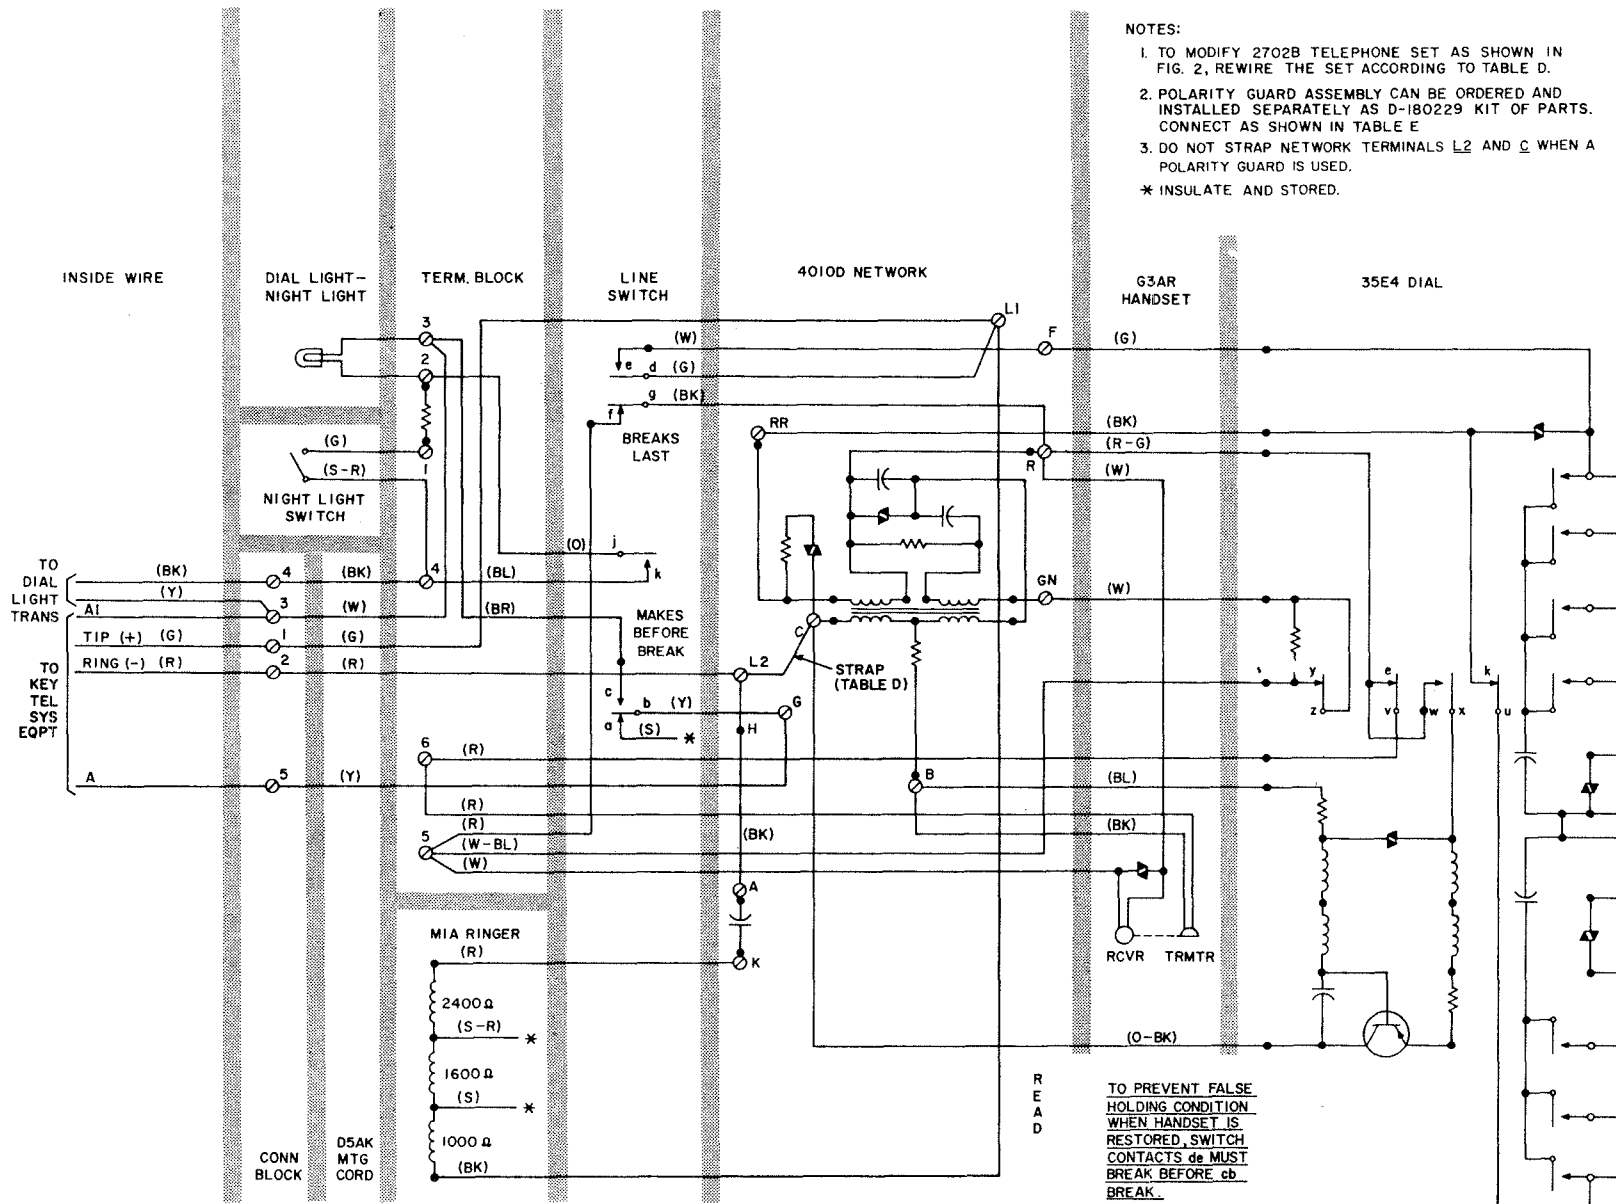 NOTES:
1. TO MODIFY 2702B TELEPHONE SET AS SHOWN IN
FIG. 2, REWIRE THE SET ACCORDING TO TABLE D.
2. POLARITY GUARD ASSEMBLY CAN BE ORDERED AND
INSTALLED SEPARATELY AS D-180229 KIT OF PARTS.
CONNECT AS SHOWN IN TABLE E
3. DO NOT STRAP NETWORK TERMINALS L2 AND C WHEN A
POLARITY GUARD IS USED.
* INSULATE AND STORED.
INSIDE WIRE
DIAL LIGHT-
NIGHT LIGHT
TERM. BLOCK
LINE
SWITCH
4010D NETWORK
G3AR
HANDSET
35E4 DIAL
3
2
1
(G)
(S-R)
NIGHT LIGHT
SWITCH
L1
(W)
e
d
(G)
g
(BK)
f
BREAKS
LAST
F
(G)
RR
(BK)
R
(R-G)
(W)
(O)
j
k
TO
DIAL
LIGHT
TRANS
(BK)
4
(BK)
4
(BL)
(Y)
3
A1
(W)
(BR)
MAKES
BEFORE
BREAK
GN
(W)
TIP (+)
(G)
1
(G)
C
RING (-)
(R)
2
(R)
L2
STRAP
(TABLE D)
TO
KEY
TEL
SYS
EQPT
c
b
(Y)
G
a
(S)
*
H
y
e
k
z
v
w
x
u
6
(R)
A
5
(Y)
B
(BL)
(R)
(R)
5
(W-BL)
(W)
(BK)
(BK)
A
RCVR
TRMTR
M1A RINGER
(R)
K
2400Ω
(S-R)
*
1600Ω
(S)
*
1000 Ω
(BK)
(O-BK)
CONN
BLOCK
D5AK
MTG
CORD
READ
TO PREVENT FALSE
HOLDING CONDITION
WHEN HANDSET IS
RESTORED, SWITCH
CONTACTS de MUST
BREAK BEFORE cb
BREAK.